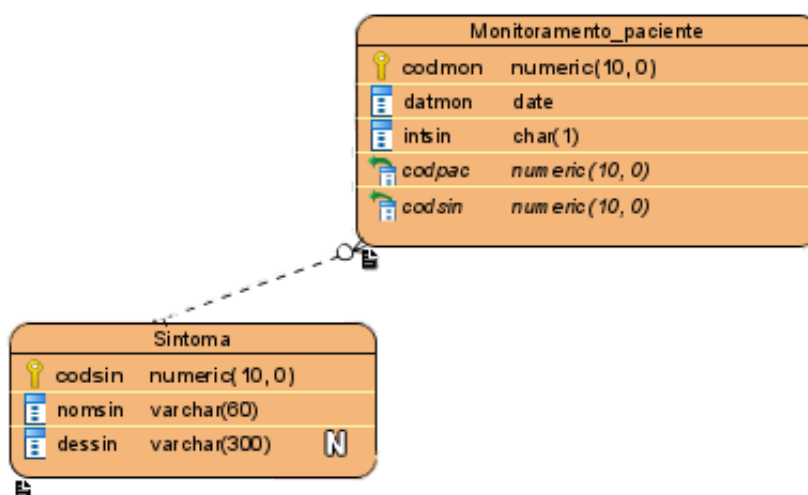 Monitoramento_paciente
codmon numeric(10, 0)
datmon date
intsin char(1)
codpac numeric(10, 0)
codsin numeric(10, 0)
Sintoma
codsin numeric(10, 0)
nomsin varchar(60)
dessin varchar(300) N